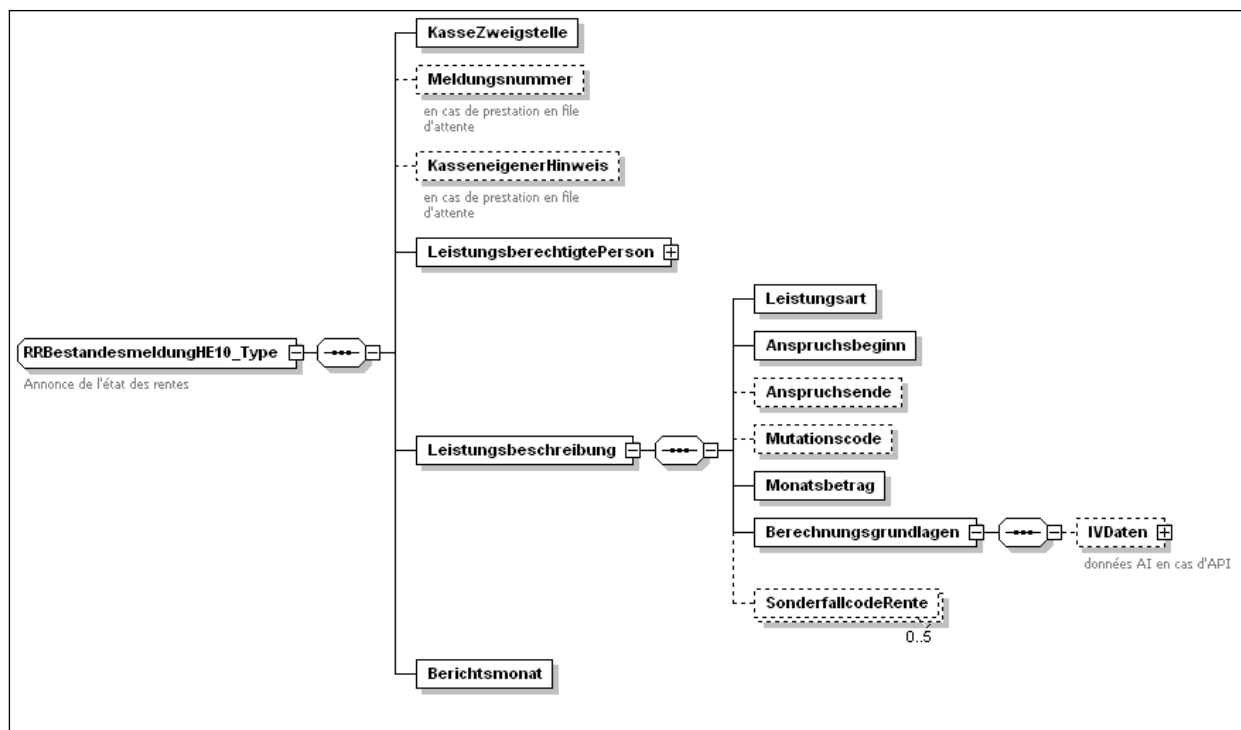 KasseZweigstelle
Meldungsnummer
en cas de prestation en file
d'attente
KasseneigenerHinweis
en cas de prestation en file
d'attente
LeistungsberechtigtePerson
RRBestandesmeldungHE10_Type
Annonce de l'état des rentes
Leistungsbeschreibung
Leistungsart
Anspruchsbeginn
Anspruchsende
Mutationscode
Monatsbetrag
Berechnungsgrundlagen
IVDaten
données AI en cas d'API
SonderfallcodeRente
0..5
Berichtsmonat